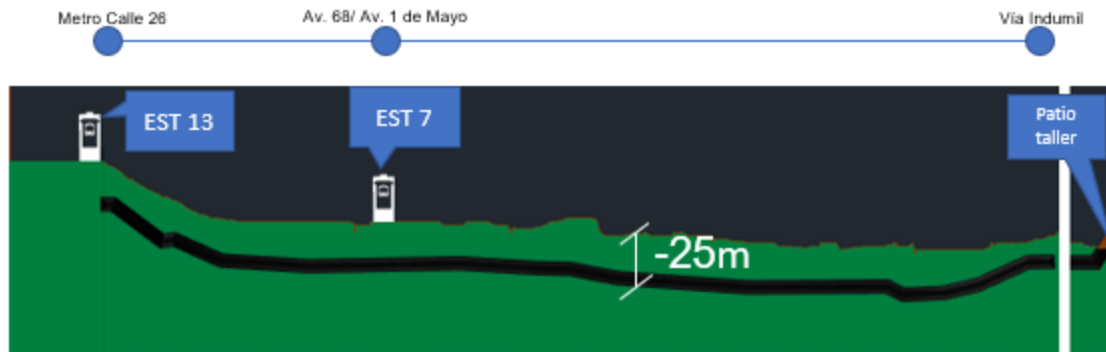 Metro Calle 26
Av. 68/ Av. 1 de Mayo
Vía Indumil
EST 13
EST 7
Patio
taller
-25m